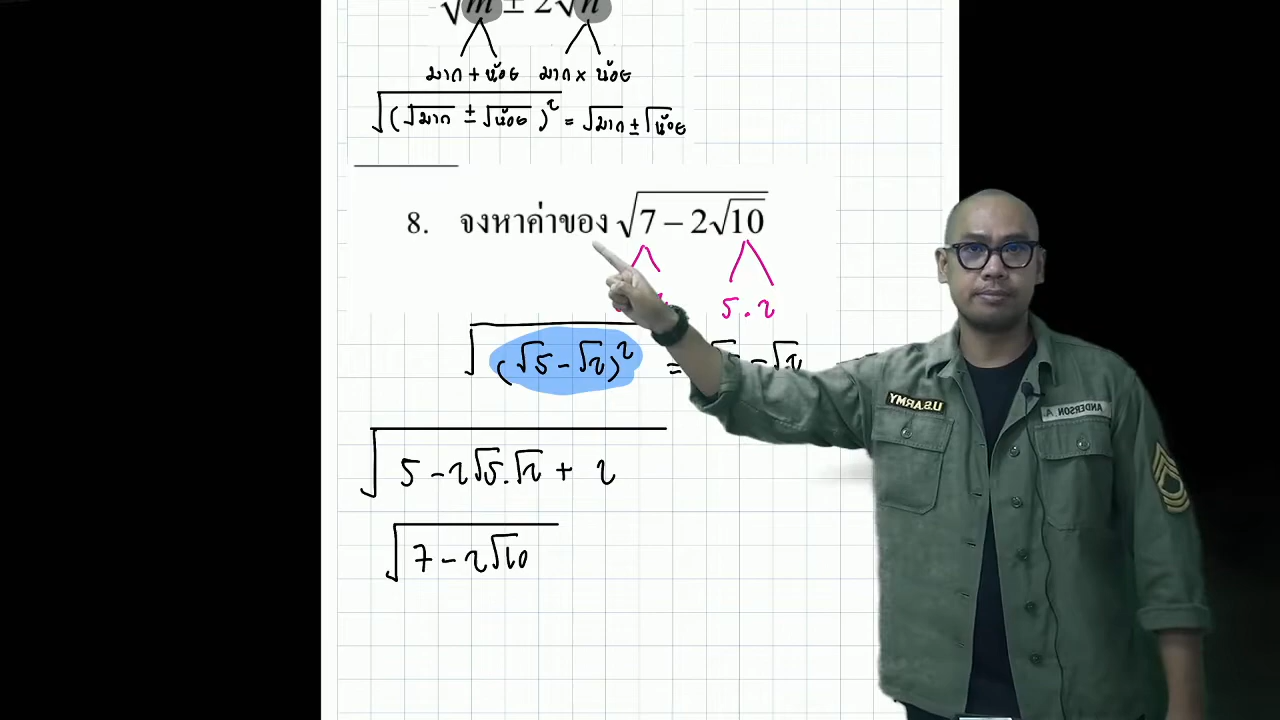 √m ± 2√n
มาก + น้อย มาก × น้อย
√(√มาก ± √น้อย)² = √มาก ± √น้อย
8. จงหาค่าของ √7 – 2√10
5 . 2
√(√5 – √2)² = – √2
√5 – 2√5.√2 + 2
√7 – 2√10
U.S.ARMY
ANDERSON. A.